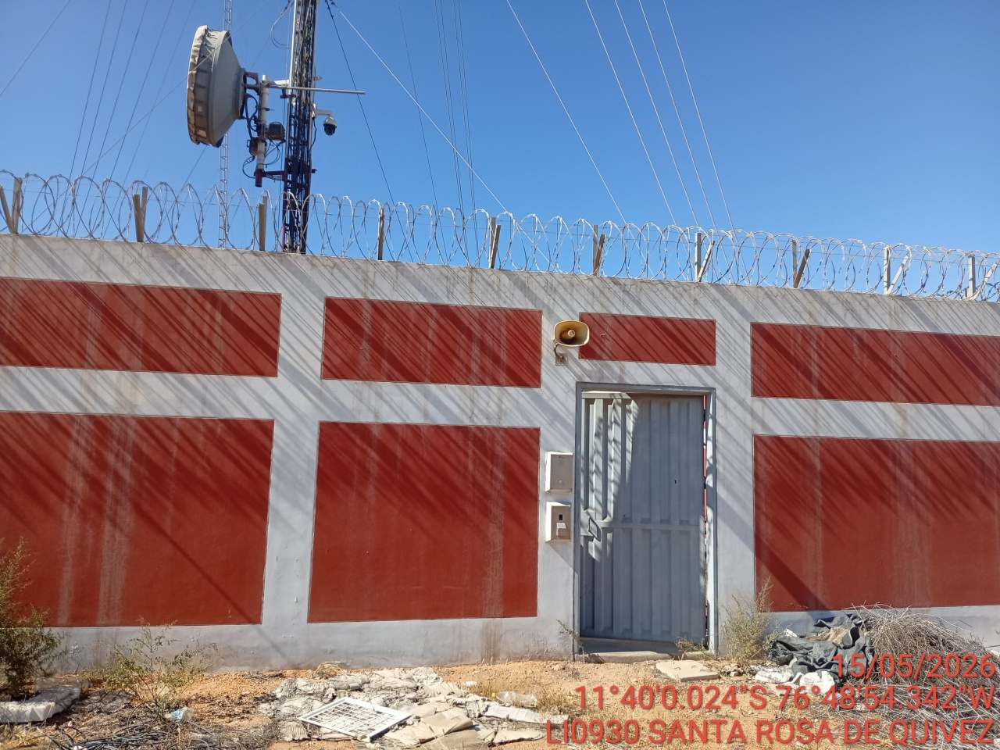 15/05/2026
11°40'0.024"S 76°48'54.342"W
LI0930 SANTA ROSA DE QUIVEZ